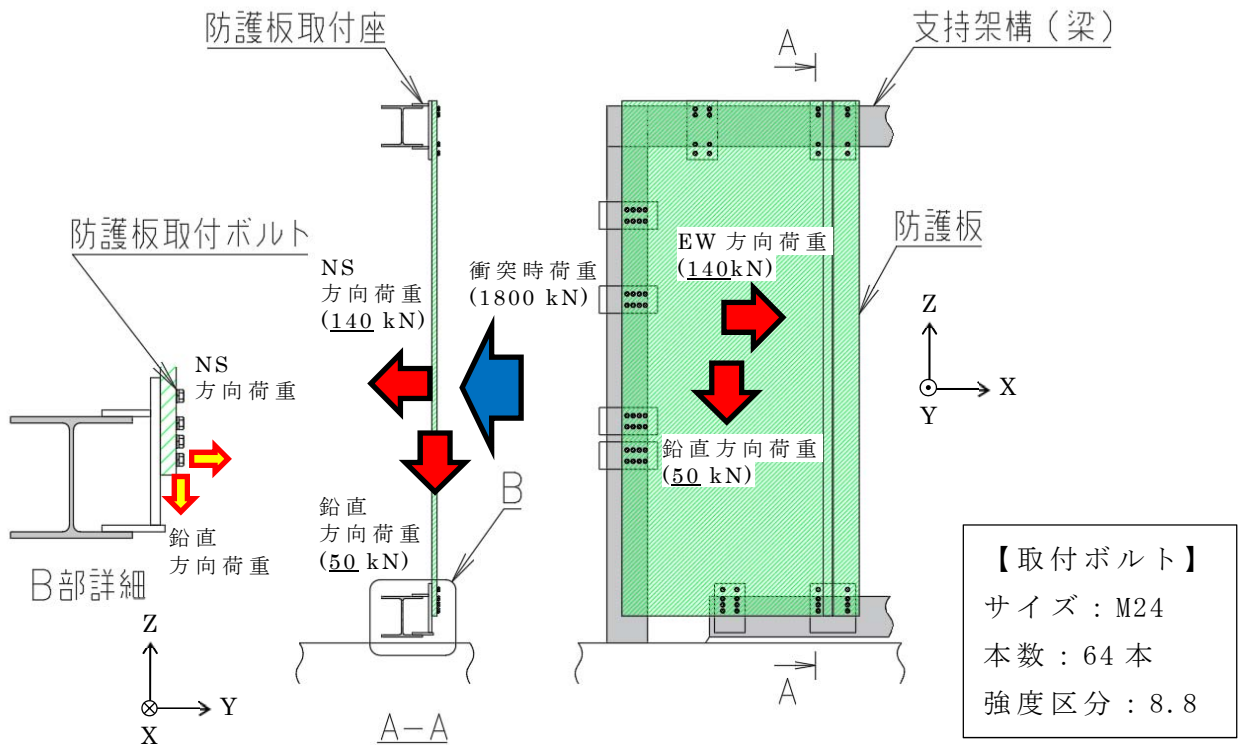 防護板取付座
A
支持架構（梁）
防護板取付ボルト
NS
方向荷重
(140 kN)
衝突時荷重
(1800 kN)
EW 方向荷重
(140kN)
防護板
NS
方向荷重
Z
X
Y
鉛直方向荷重
(50 kN)
鉛直
方向荷重
(50 kN)
B
鉛直
方向荷重
B部詳細
Z
Y
X
A−A
A
【取付ボルト】
サイズ：M24
本数：64 本
強度区分：8.8